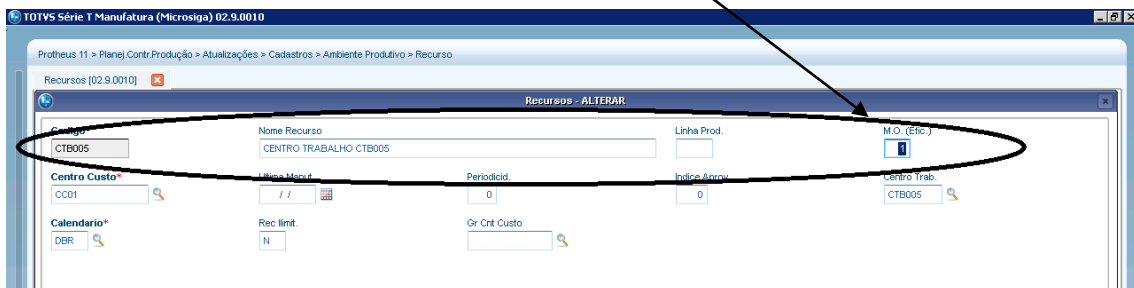 TOTVS Série T Manufatura (Microsiga) 02.9.0010
Protheus 11 > Planej.Contr.Produção > Atualizações > Cadastros > Ambiente Produtivo > Recurso
Recursos [02.9.0010]
Recursos - ALTERAR
Codigo Nome Recurso Linha Prod. M.O. (Efic.)
CTB005 CENTRO TRABALHO CTB005 1
Centro Custo* Ultima Manut. Periodicid. Indice Aprov. Centro Trab.
CC01 / / 0 0 CTB005
Calendario* Rec Ilimit. Gr Cnt Custo
DBR N